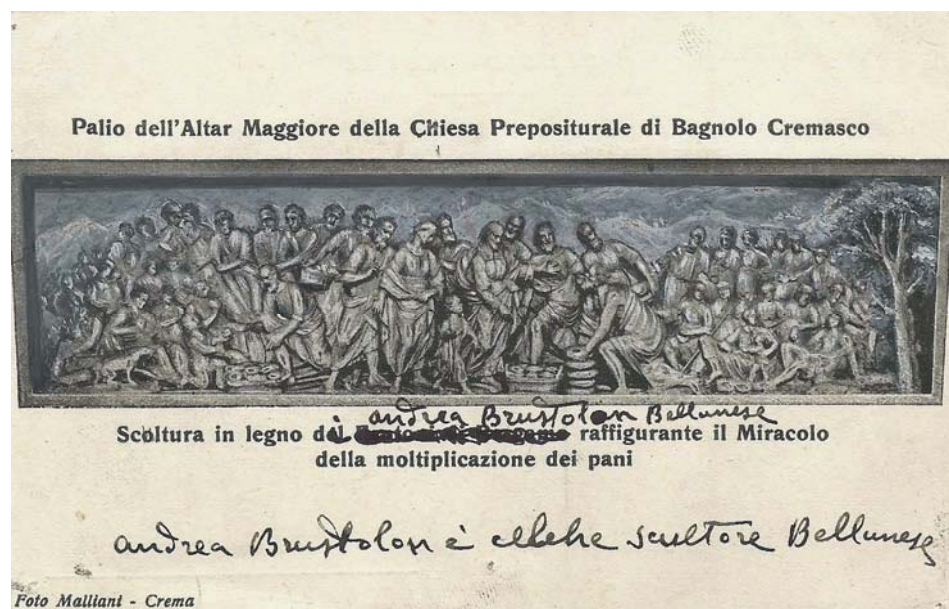 Palio dell'Altar Maggiore della Chiesa Prepositurale di Bagnolo Cremasco
andrea Brustolon Bellunese
Scoltura in legno di raffigurante il Miracolo
della moltiplicazione dei pani
andrea Brustolon è celebre scultore Bellunese
Foto Malliani - Crema